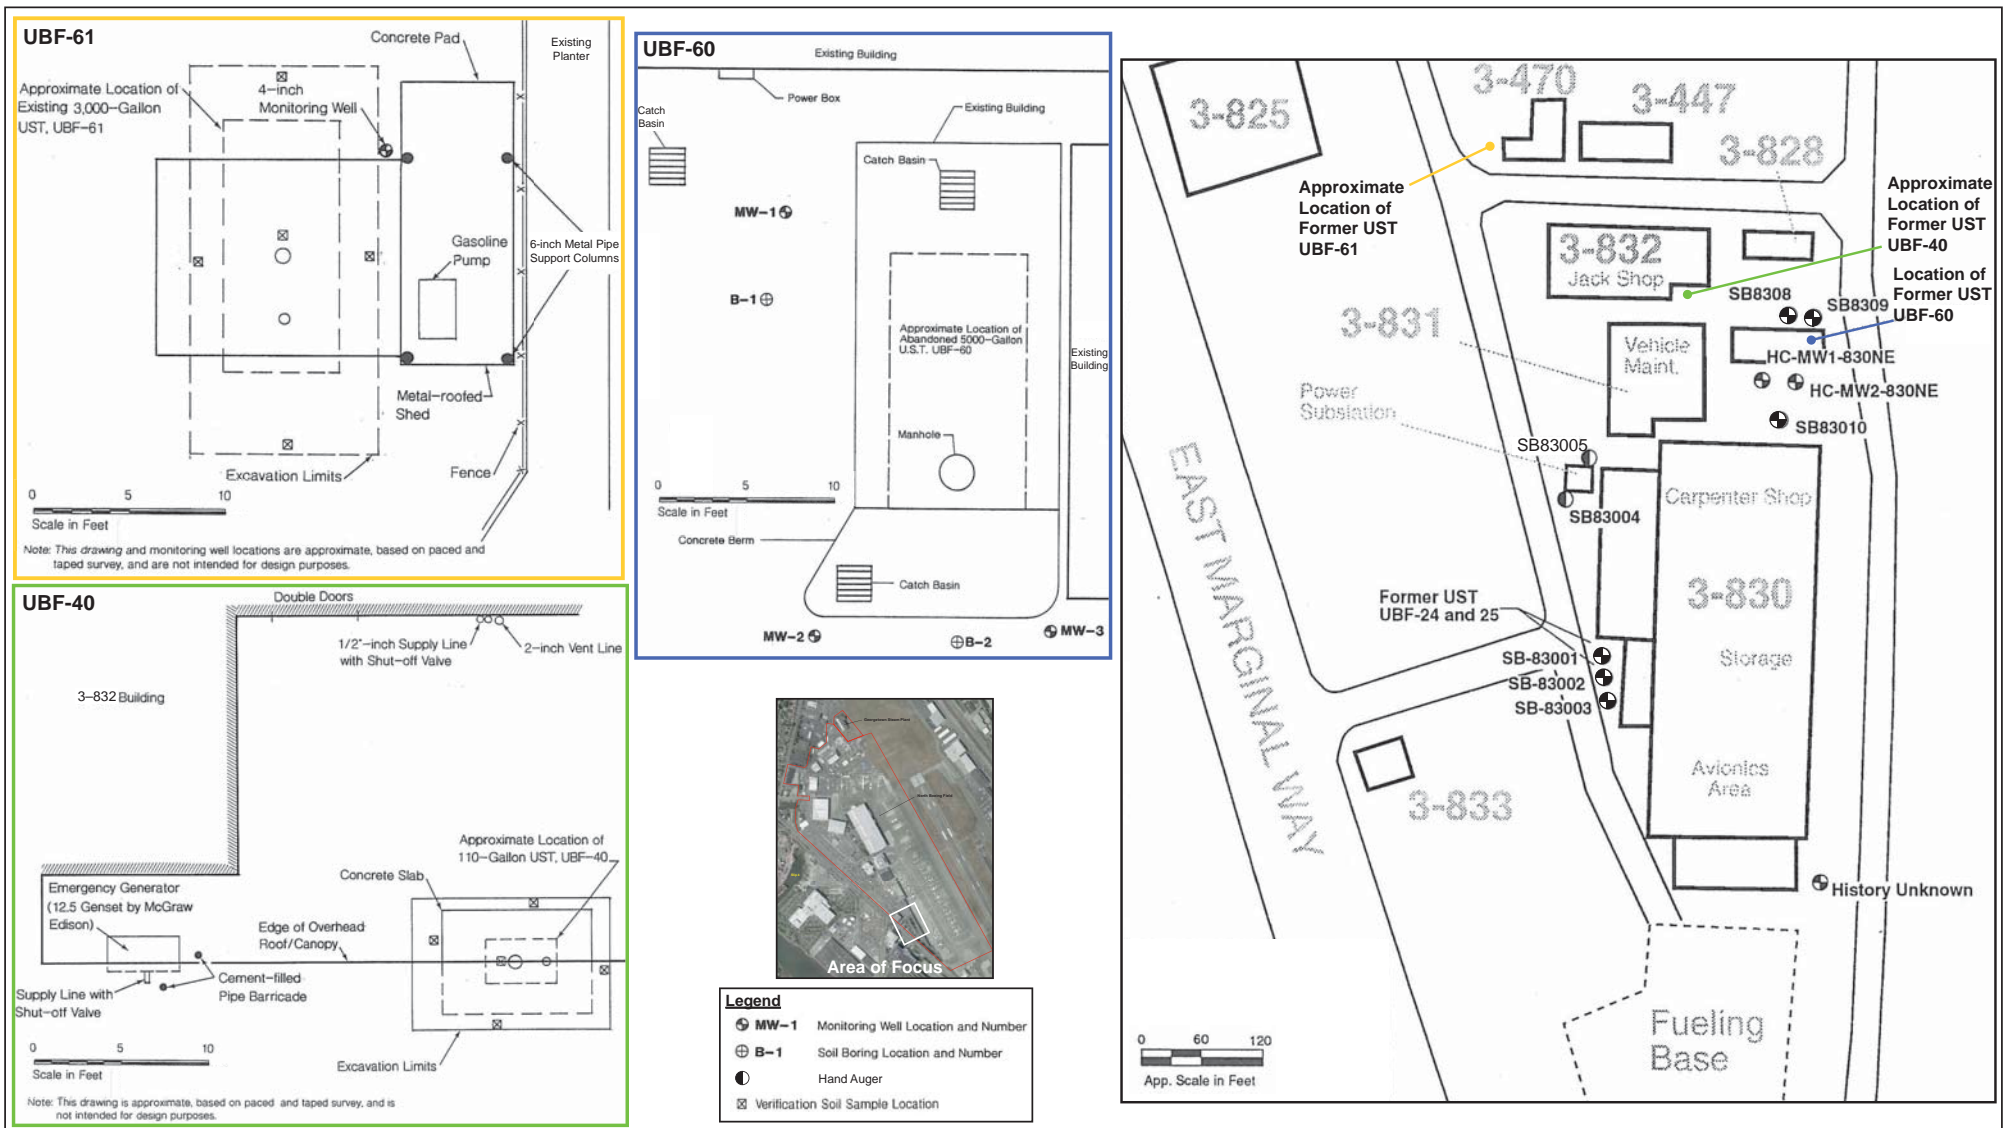 UBF-61
Concrete Pad
Existing
Planter
Approximate Location of
Existing 3,000-Gallon
UST, UBF-61
4-inch
Monitoring Well
Gasoline
Pump
6-inch Metal Pipe
Support Columns
Metal-roofed
Shed
Excavation Limits
Fence
0 5 10
Scale in Feet
Note: This drawing and monitoring well locations are approximate, based on paced and
taped survey, and are not intended for design purposes.
UBF-40
Double Doors
1/2"-inch Supply Line
with Shut-off Valve
2-inch Vent Line
3-832 Building
Approximate Location of
110-Gallon UST, UBF-40
Concrete Slab
Emergency Generator
(12.5 Genset by McGraw
Edison)
Edge of Overhead
Roof/Canopy
Cement-filled
Pipe Barricade
Supply Line with
Shut-off Valve
Excavation Limits
0 5 10
Scale in Feet
Note: This drawing is approximate, based on paced and taped survey, and is
not intended for design purposes.
UBF-60
Existing Building
Power Box
Catch
Basin
Existing Building
Catch Basin
MW-1
B-1
Approximate Location of
Abandoned 5000-Gallon
U.S.T. UBF-60
Existing
Building
Manhole
0 5 10
Scale in Feet
Concrete Berm
Catch Basin
MW-2
B-2
MW-3
Area of Focus
Legend
MW-1 Monitoring Well Location and Number
B-1 Soil Boring Location and Number
Hand Auger
Verification Soil Sample Location
3-825
3-470
3-447
3-828
Approximate
Location of
Former UST
UBF-61
Approximate
Location of
Former UST
UBF-40
3-832
Jack Shop
Location of
Former UST
UBF-60
SB8308
SB8309
3-831
Vehicle
Maint.
HC-MW1-830NE
HC-MW2-830NE
Power
Substation
SB83010
SB83005
SB83004
Carpenter Shop
EAST MARGINAL WAY
3-830
Former UST
UBF-24 and 25
SB-83001
SB-83002
SB-83003
Storage
Avionics
Area
3-833
History Unknown
Fueling
Base
0 60 120
App. Scale in Feet